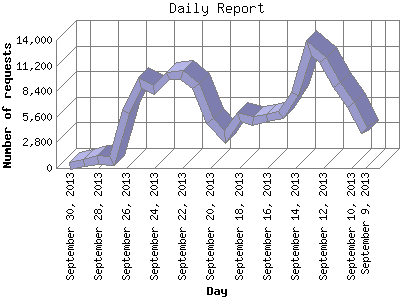 Daily Report
Number of requests
14,000
11,200
8,400
5,600
2,800
0
September 30, 2013
September 28, 2013
September 26, 2013
September 24, 2013
September 22, 2013
September 20, 2013
September 18, 2013
September 16, 2013
September 14, 2013
September 12, 2013
September 10, 2013
September 9, 2013
Day